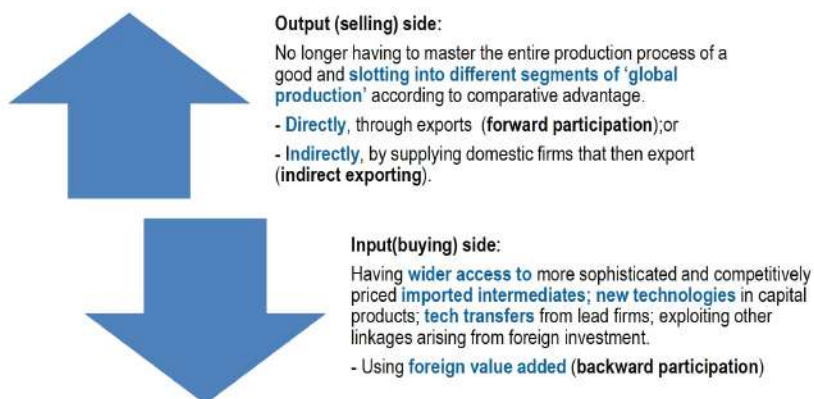 Output (selling) side:
No longer having to master the entire production process of a
good and slotting into different segments of ‘global
production’ according to comparative advantage.
- Directly, through exports (forward participation);or
- Indirectly, by supplying domestic firms that then export
(indirect exporting).
Input(buying) side:
Having wider access to more sophisticated and competitively
priced imported intermediates; new technologies in capital
products; tech transfers from lead firms; exploiting other
linkages arising from foreign investment.
- Using foreign value added (backward participation)